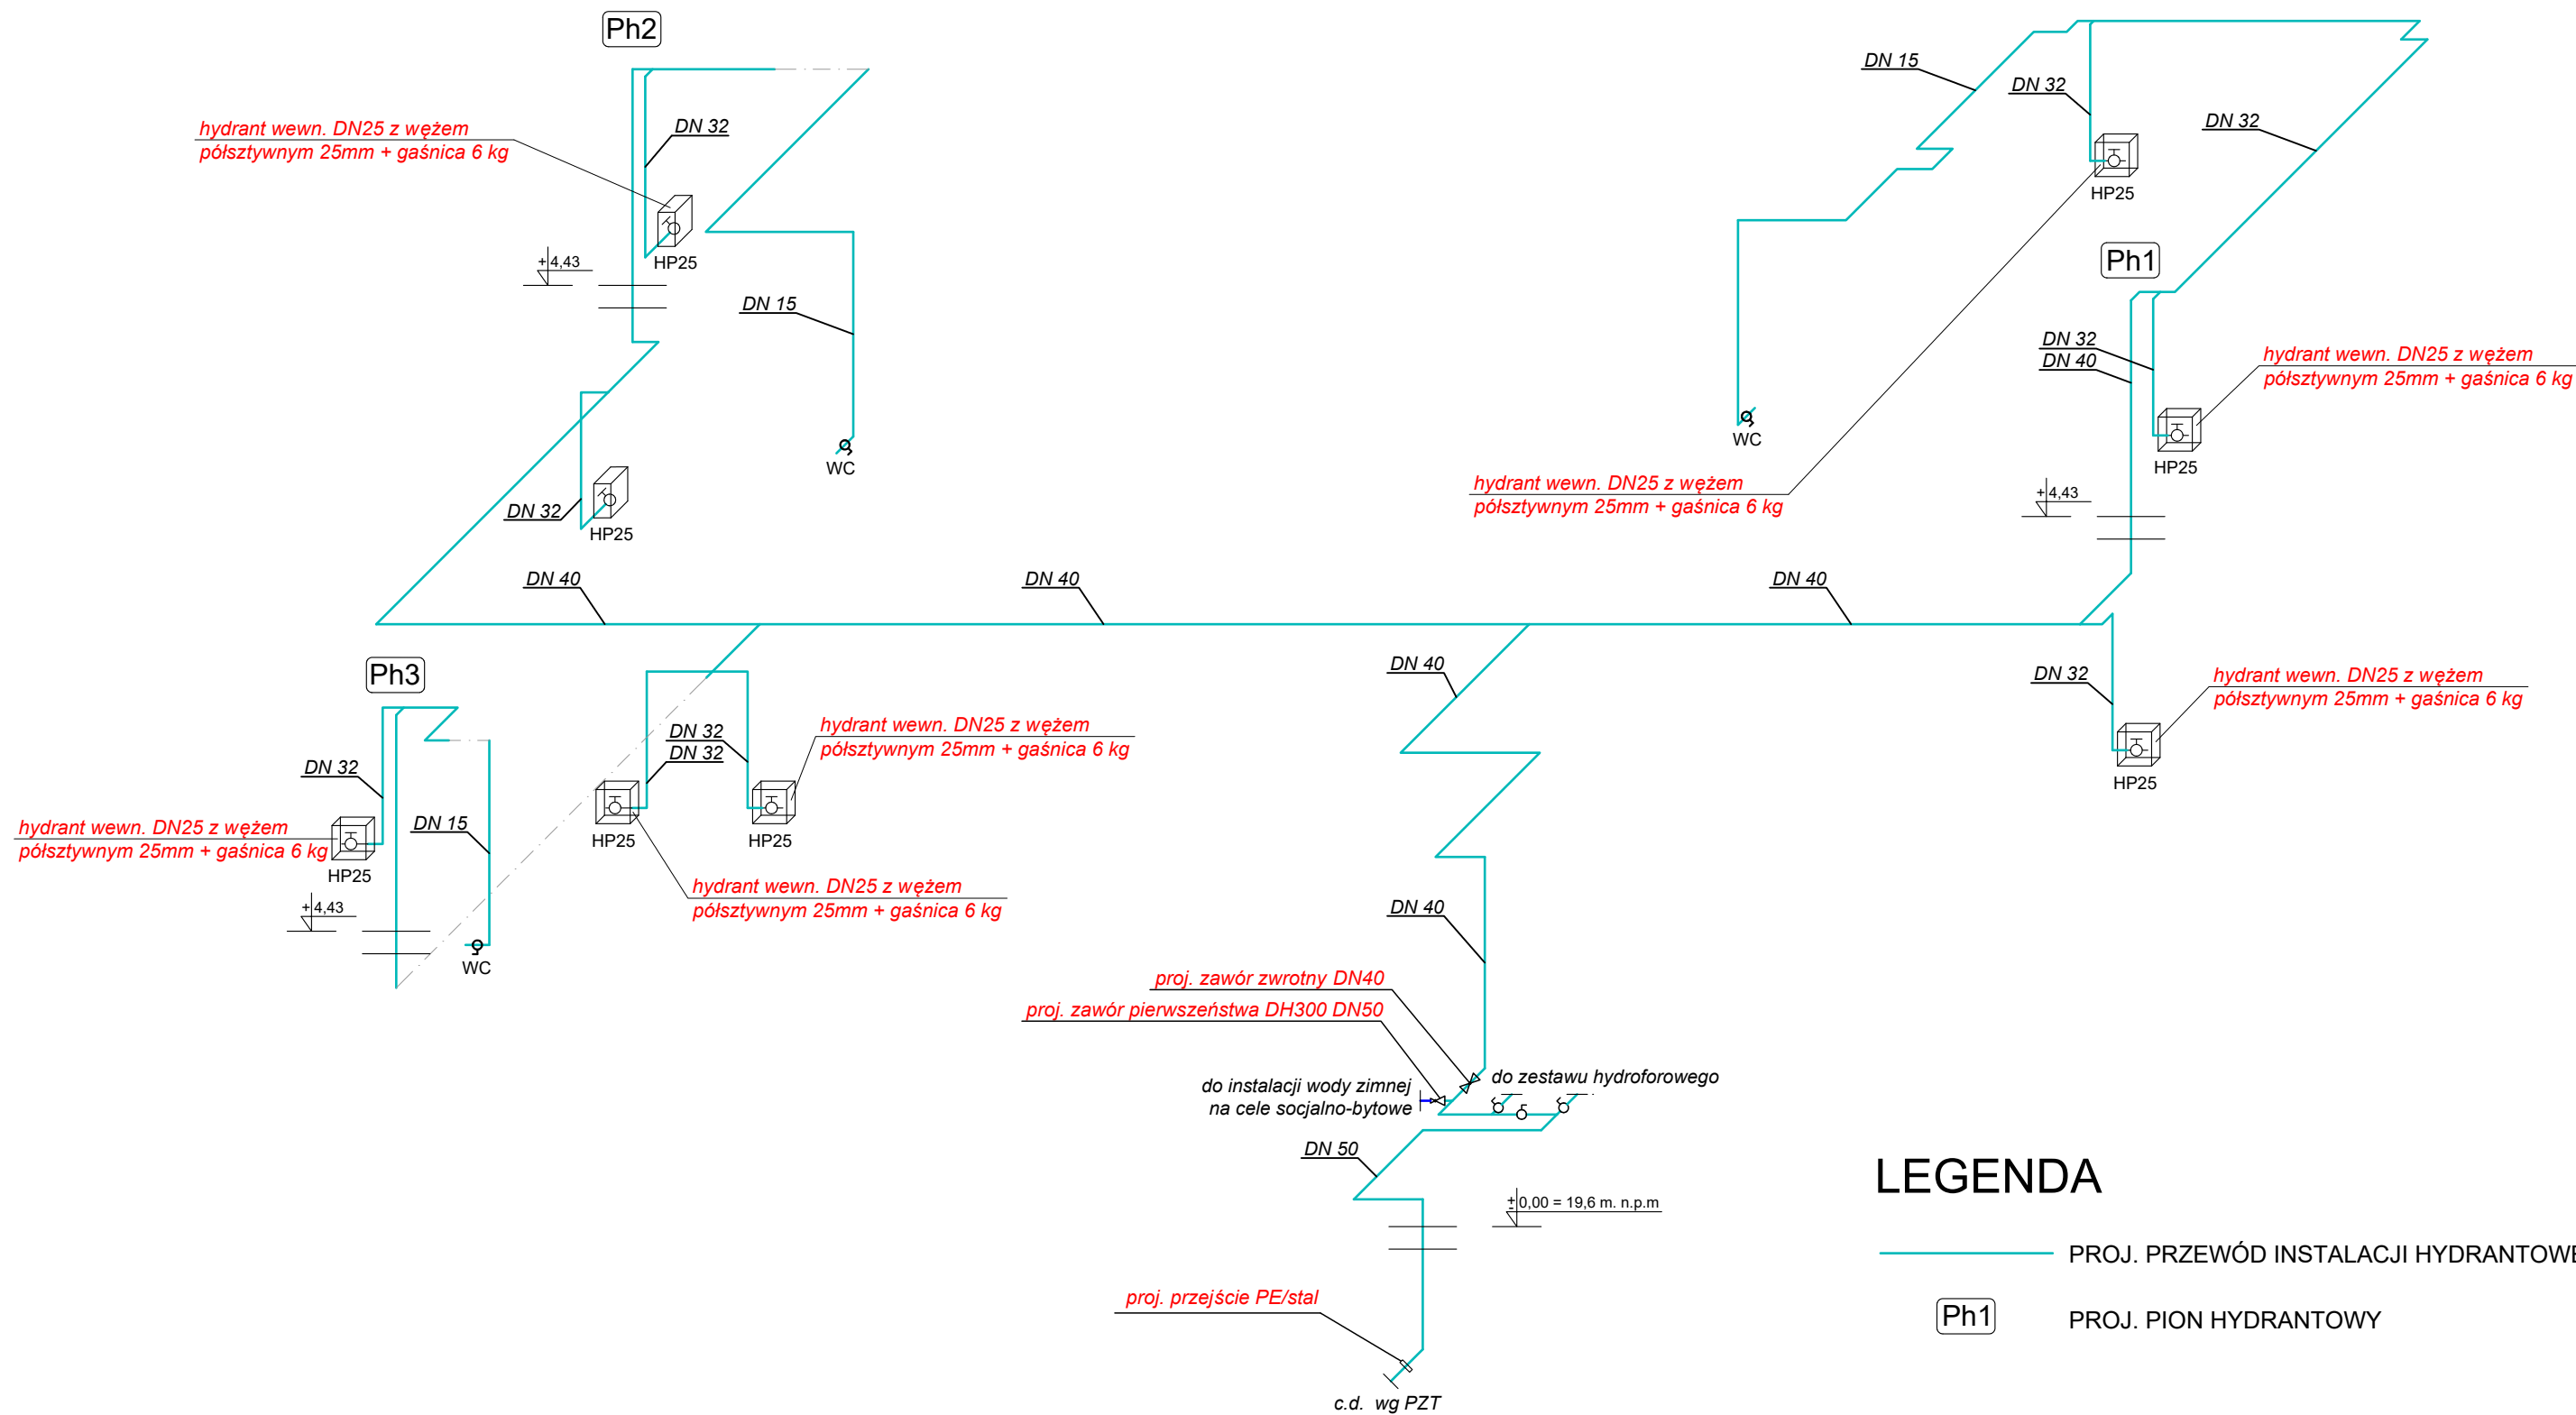 Ph2
DN 15
DN 32
DN 32
hydrant wewn. DN25 z wężem
półsztywnym 25mm + gaśnica 6 kg
DN 32
HP25
Ph1
+4,43
HP25
DN 15
DN 32
DN 40
hydrant wewn. DN25 z wężem
półsztywnym 25mm + gaśnica 6 kg
WC
WC
HP25
hydrant wewn. DN25 z wężem
półsztywnym 25mm + gaśnica 6 kg
+4,43
DN 32
HP25
DN 40
DN 40
DN 40
Ph3
DN 40
DN 32
hydrant wewn. DN25 z wężem
półsztywnym 25mm + gaśnica 6 kg
DN 32
DN 32
hydrant wewn. DN25 z wężem
półsztywnym 25mm + gaśnica 6 kg
DN 32
HP25
hydrant wewn. DN25 z wężem
półsztywnym 25mm + gaśnica 6 kg
DN 15
HP25
HP25
HP25
hydrant wewn. DN25 z wężem
półsztywnym 25mm + gaśnica 6 kg
+4,43
DN 40
WC
proj. zawór zwrotny DN40
proj. zawór pierwszeństwa DH300 DN50
do instalacji wody zimnej
na cele socjalno-bytowe
do zestawu hydroforowego
DN 50
LEGENDA
±0,00 = 19,6 m. n.p.m
PROJ. PRZEWÓD INSTALACJI HYDRANTOWE
proj. przejście PE/stal
Ph1
PROJ. PION HYDRANTOWY
c.d. wg PZT